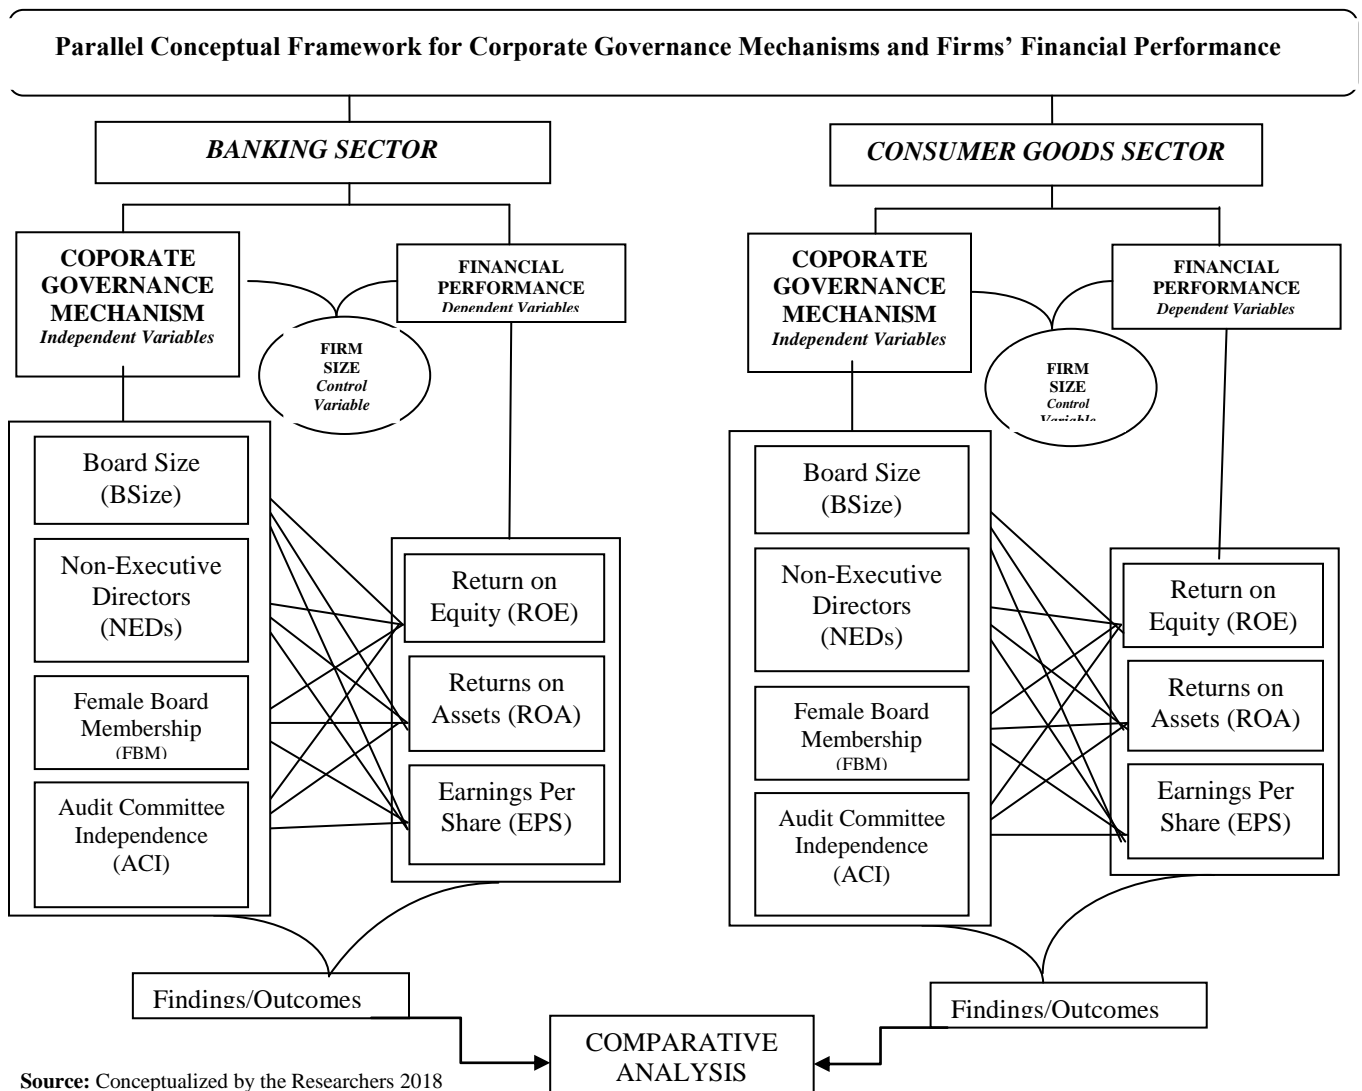 Parallel Conceptual Framework for Corporate Governance Mechanisms and Firms’ Financial Performance
BANKING SECTOR
CONSUMER GOODS SECTOR
COPORATE
GOVERNANCE
MECHANISM
Independent Variables
FINANCIAL
PERFORMANCE
Dependent Variables
FIRM
SIZE
Control
Variable
COPORATE
GOVERNANCE
MECHANISM
Independent Variables
FINANCIAL
PERFORMANCE
Dependent Variables
FIRM
SIZE
Control
Variable
Board Size
(BSize)
Non-Executive
Directors
(NEDs)
Female Board
Membership
(FBM)
Audit Committee
Independence
(ACI)
Return on
Equity (ROE)
Returns on
Assets (ROA)
Earnings Per
Share (EPS)
Board Size
(BSize)
Non-Executive
Directors
(NEDs)
Female Board
Membership
(FBM)
Audit Committee
Independence
(ACI)
Return on
Equity (ROE)
Returns on
Assets (ROA)
Earnings Per
Share (EPS)
Findings/Outcomes
Findings/Outcomes
COMPARATIVE
ANALYSIS
Source: Conceptualized by the Researchers 2018